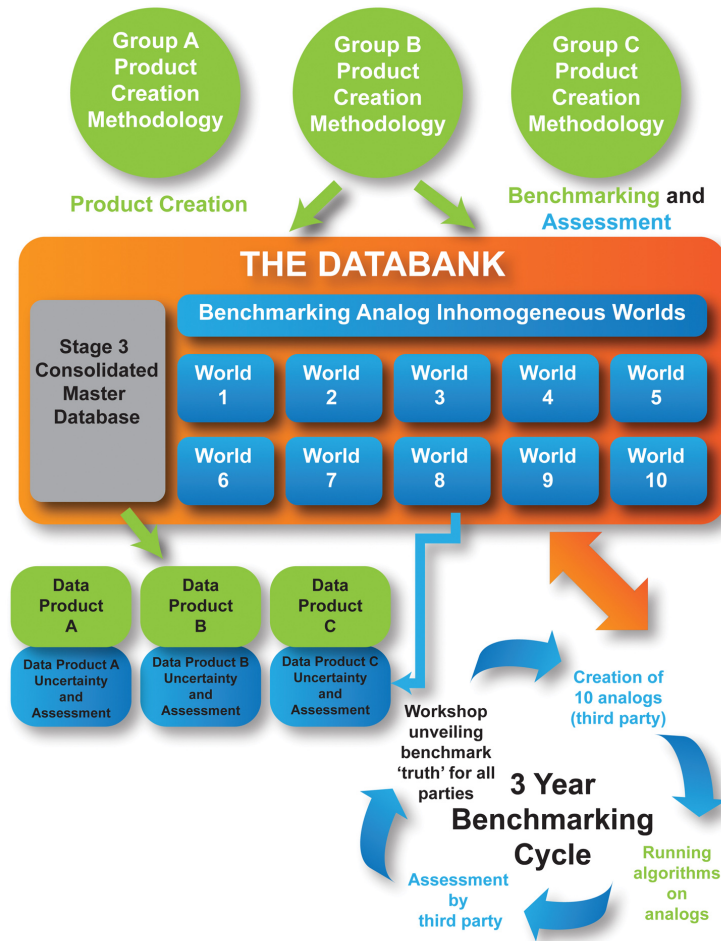 Group A
Product
Creation
Methodology
Group B
Product
Creation
Methodology
Group C
Product
Creation
Methodology
Product Creation
Benchmarking and
Assessment
THE DATABANK
Stage 3
Consolidated
Master
Database
Benchmarking Analog Inhomogeneous Worlds
World
1
World
2
World
3
World
4
World
5
World
6
World
7
World
8
World
9
World
10
Data
Product
A
Data
Product
B
Data
Product
C
Data Product A
Uncertainty
and
Assessment
Data Product B
Uncertainty
and
Assessment
Data Product C
Uncertainty
and
Assessment
Workshop
unveiling
benchmark
‘truth’ for all
parties
Creation of
10 analogs
(third party)
3 Year
Benchmarking
Cycle
Running
algorithms
on
analogs
Assessment
by
third party